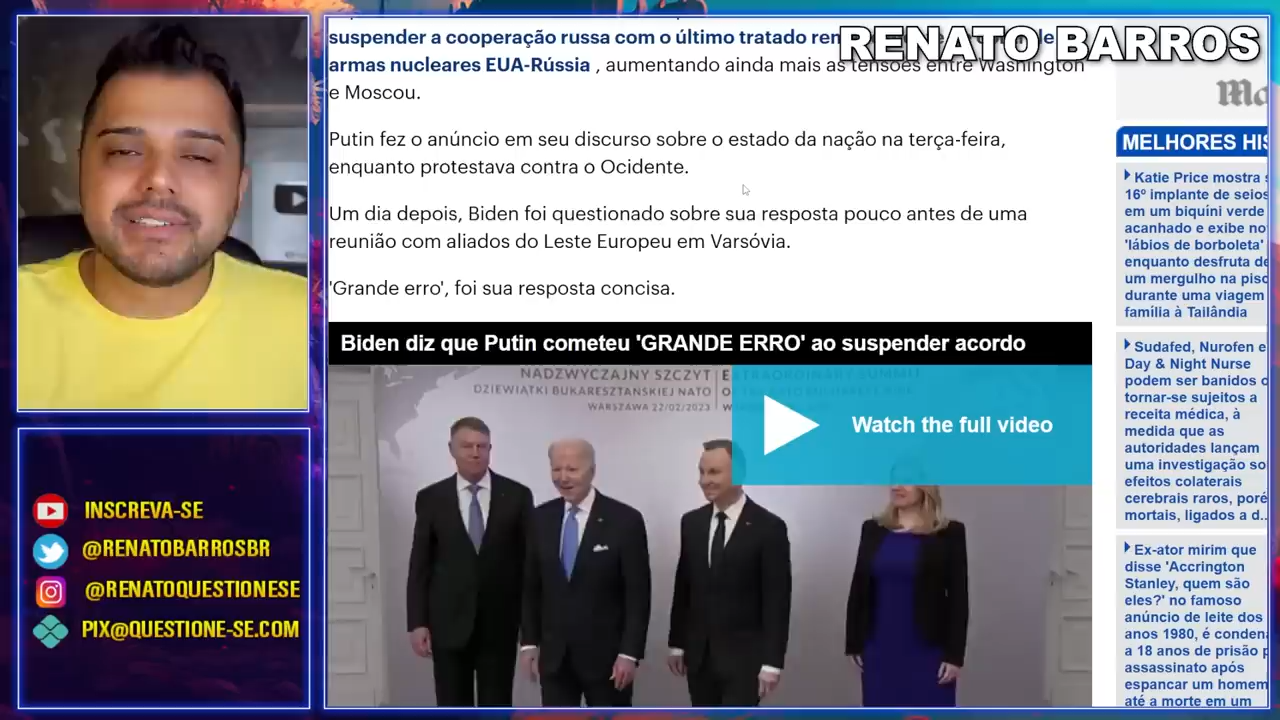 RENATO BARROS
suspender a cooperação russa com o último tratado
armas nucleares EUA-Rússia , aumentando ainda mais as tensões entre Washington
e Moscou.
Putin fez o anúncio em seu discurso sobre o estado da nação na terça-feira,
enquanto protestava contra o Ocidente.
Um dia depois, Biden foi questionado sobre sua resposta pouco antes de uma
reunião com aliados do Leste Europeu em Varsóvia.
'Grande erro', foi sua resposta concisa.
Biden diz que Putin cometeu 'GRANDE ERRO' ao suspender acordo
NADZWYCZAJNY SZCZYT
DZIEWIĄTKI BUKARESZTAŃSKIEJ NATO
WARSZAWA 22/02/2023
EXTRAORDINARY SUMMIT
Watch the full video
MELHORES HIS
Katie Price mostra s
16º implante de seios
em um biquíni verde
acanhado e exibe no
'lábios de borboleta'
enquanto desfruta de
um mergulho na pisc
durante uma viagem
família à Tailândia
Sudafed, Nurofen e
Day & Night Nurse
podem ser banidos o
tornar-se sujeitos a
receita médica, à
medida que as
autoridades lançam
uma investigação so
efeitos colaterais
cerebrais raros, poré
mortais, ligados a d...
Ex-ator mirim que
disse 'Accrington
Stanley, quem são
eles?' no famoso
anúncio de leite dos
anos 1980, é condena
a 18 anos de prisão p
assassinato após
espancar um homem
até a morte em um
INSCREVA-SE
@RENATOBARROSBR
@RENATOQUESTIONESE
PIX@QUESTIONE-SE.COM